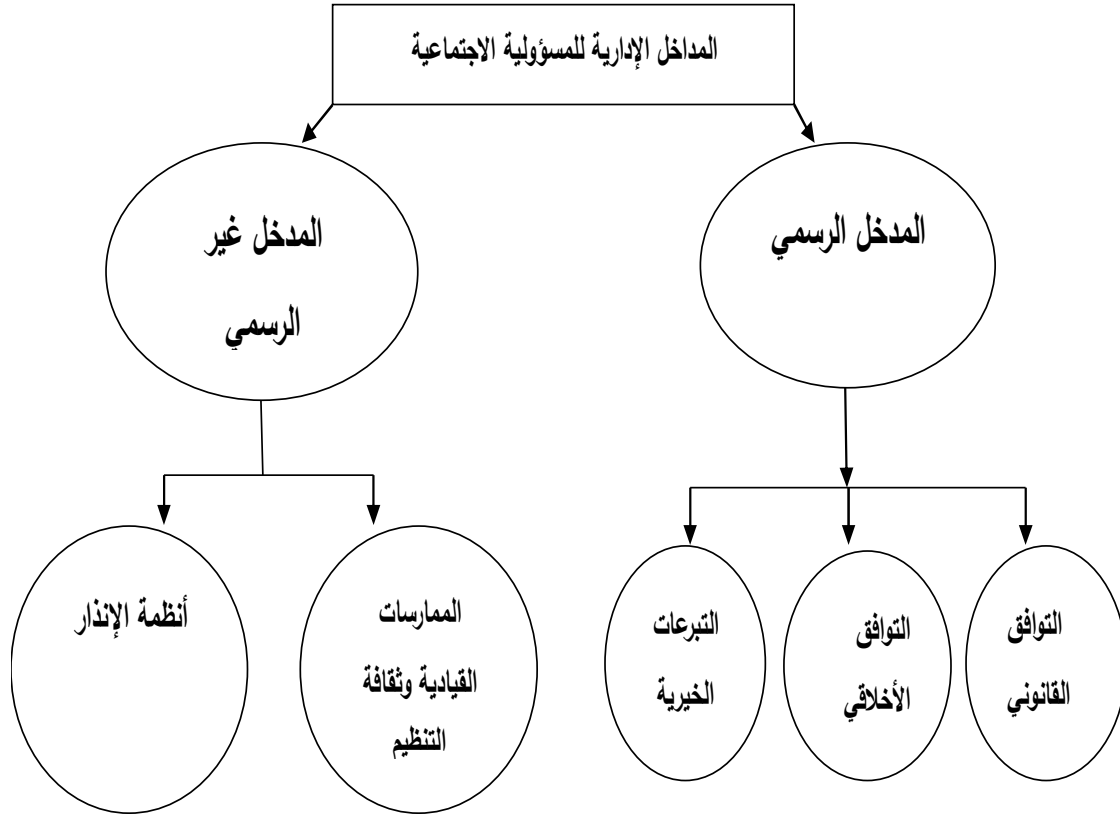 المداخل الإدارية للمسؤولية الاجتماعية
المدخل الرسمي
المدخل غير
الرسمي
التوافق
القانوني
التوافق
الأخلاقي
التبرعات
الخيرية
الممارسات
القيادية وثقافة
التنظيم
أنظمة الإنذار